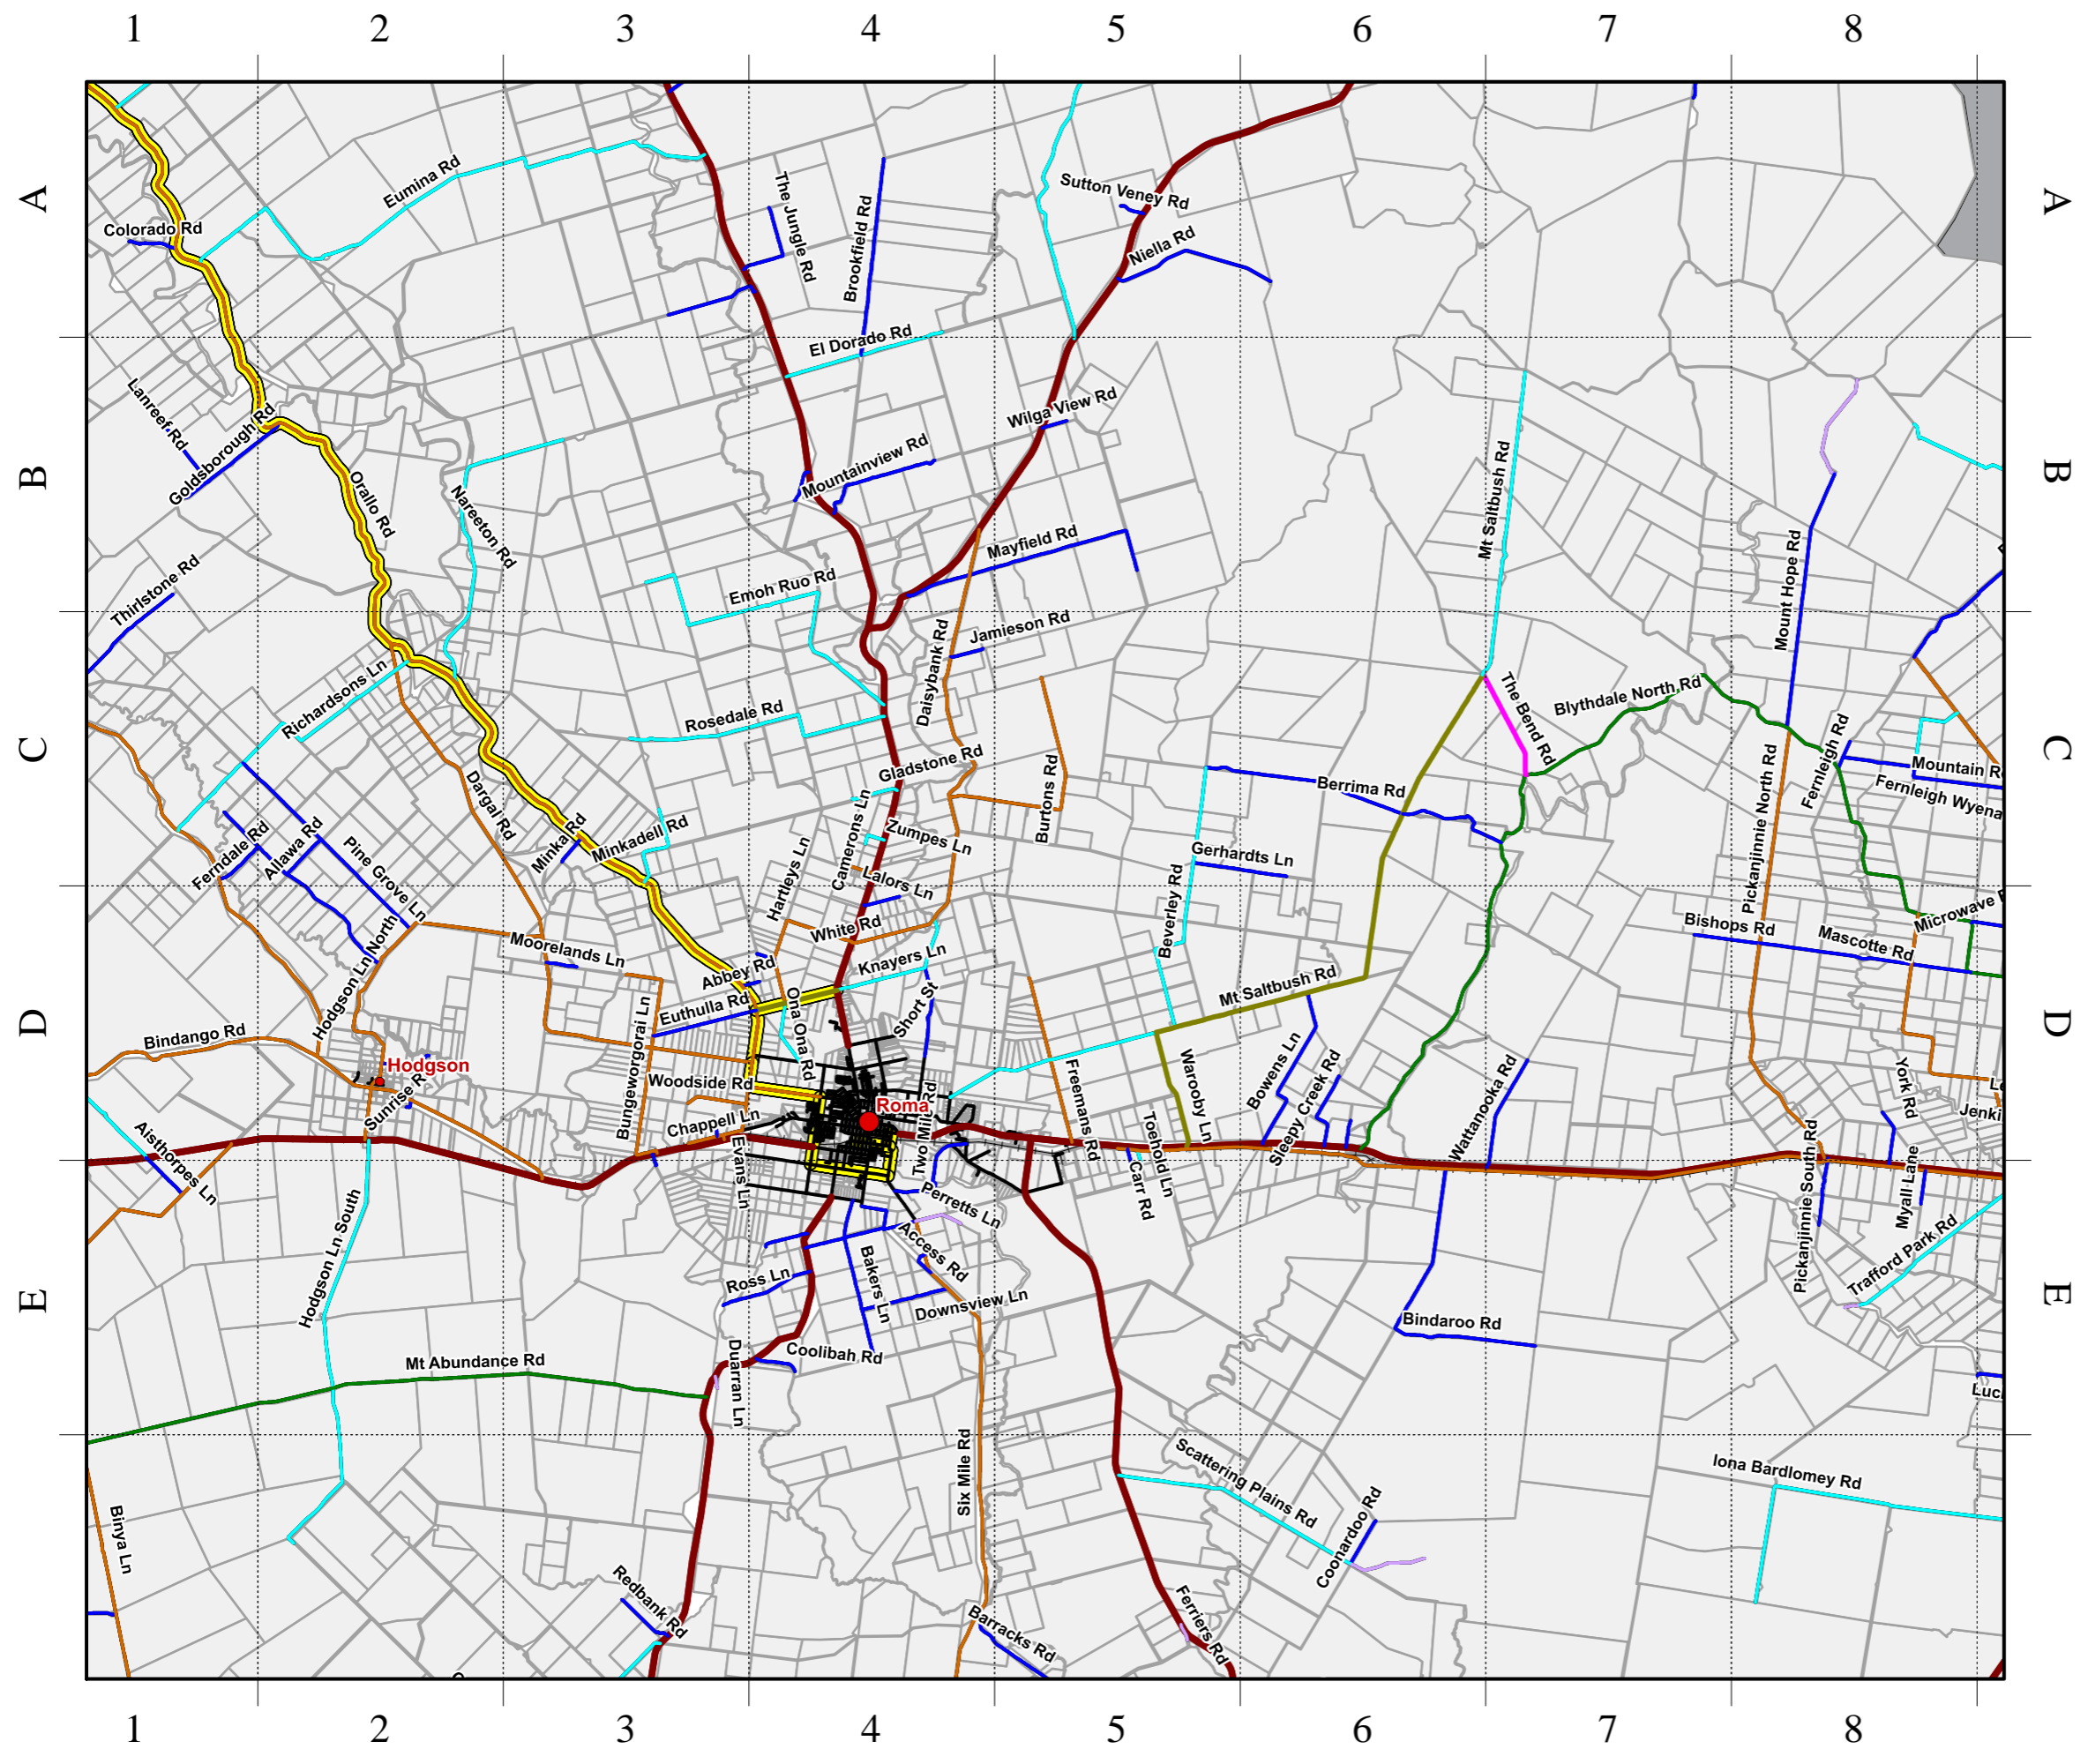 1 2 3 4 5 6 7 8
A A
Eumina Rd
Colorado Rd
The Jungle Rd
Brookfield Rd
Sutton Veney Rd
Niella Rd
El Dorado Rd
B B
Lanreef Rd
Goldsborough Rd
Orallo Rd
Nareeton Rd
Wilga View Rd
Mountainview Rd
Mayfield Rd
Mt Saltbush Rd
Mount Hope Rd
Thirlstone Rd
Emoh Ruo Rd
Jamieson Rd
Daisybank Rd
C C
Richardsons Ln
Rosedale Rd
Gladstone Rd
The Bend Rd
Blythdale North Rd
Fernleigh Rd
Mountain R
Fernleigh Wyena
Burtons Rd
Berrima Rd
Pickanjinnie North Rd
Dargal Rd
Minka Rd
Minkadell Rd
Camerons Ln
Zumpes Ln
Hartleys Ln
Lalors Ln
Gerhardts Ln
Beverley Rd
Ferndale Rd
Allawa Rd
Pine Grove Ln
White Rd
Knayers Ln
Bishops Rd
Mascotte Rd
Microwave
Moorelands Ln
Abbey Rd
Euthulla Rd
Hodgson Ln North
Mt Saltbush Rd
D D
Bindango Rd
Hodgson
Sunrise R
Bungeworgorai Ln
Ona Ona Rd
Short St
Woodside Rd
Chappell Ln
Roma
Two Mile Rd
Freemans Rd
Warooby Ln
Toehold Ln
Carr Rd
Bowens Ln
Sleepy Creek Rd
Wattanooka Rd
York Rd
Jenki
Aisthorpes Ln
Evans Ln
Perretts Ln
Access Rd
Pickanjinnie South Rd
Myall Lane
Trafford Park Rd
E E
Hodgson Ln South
Ross Ln
Bakers Ln
Downsview Ln
Bindaroo Rd
Coolibah Rd
Duarran Ln
Mt Abundance Rd
Luc
Six Mile Rd
Scattering Plains Rd
Coonardoo Rd
Iona Bardlomey Rd
Binya Ln
Redbank Rd
Barracks Rd
Ferriers Rd
1 2 3 4 5 6 7 8